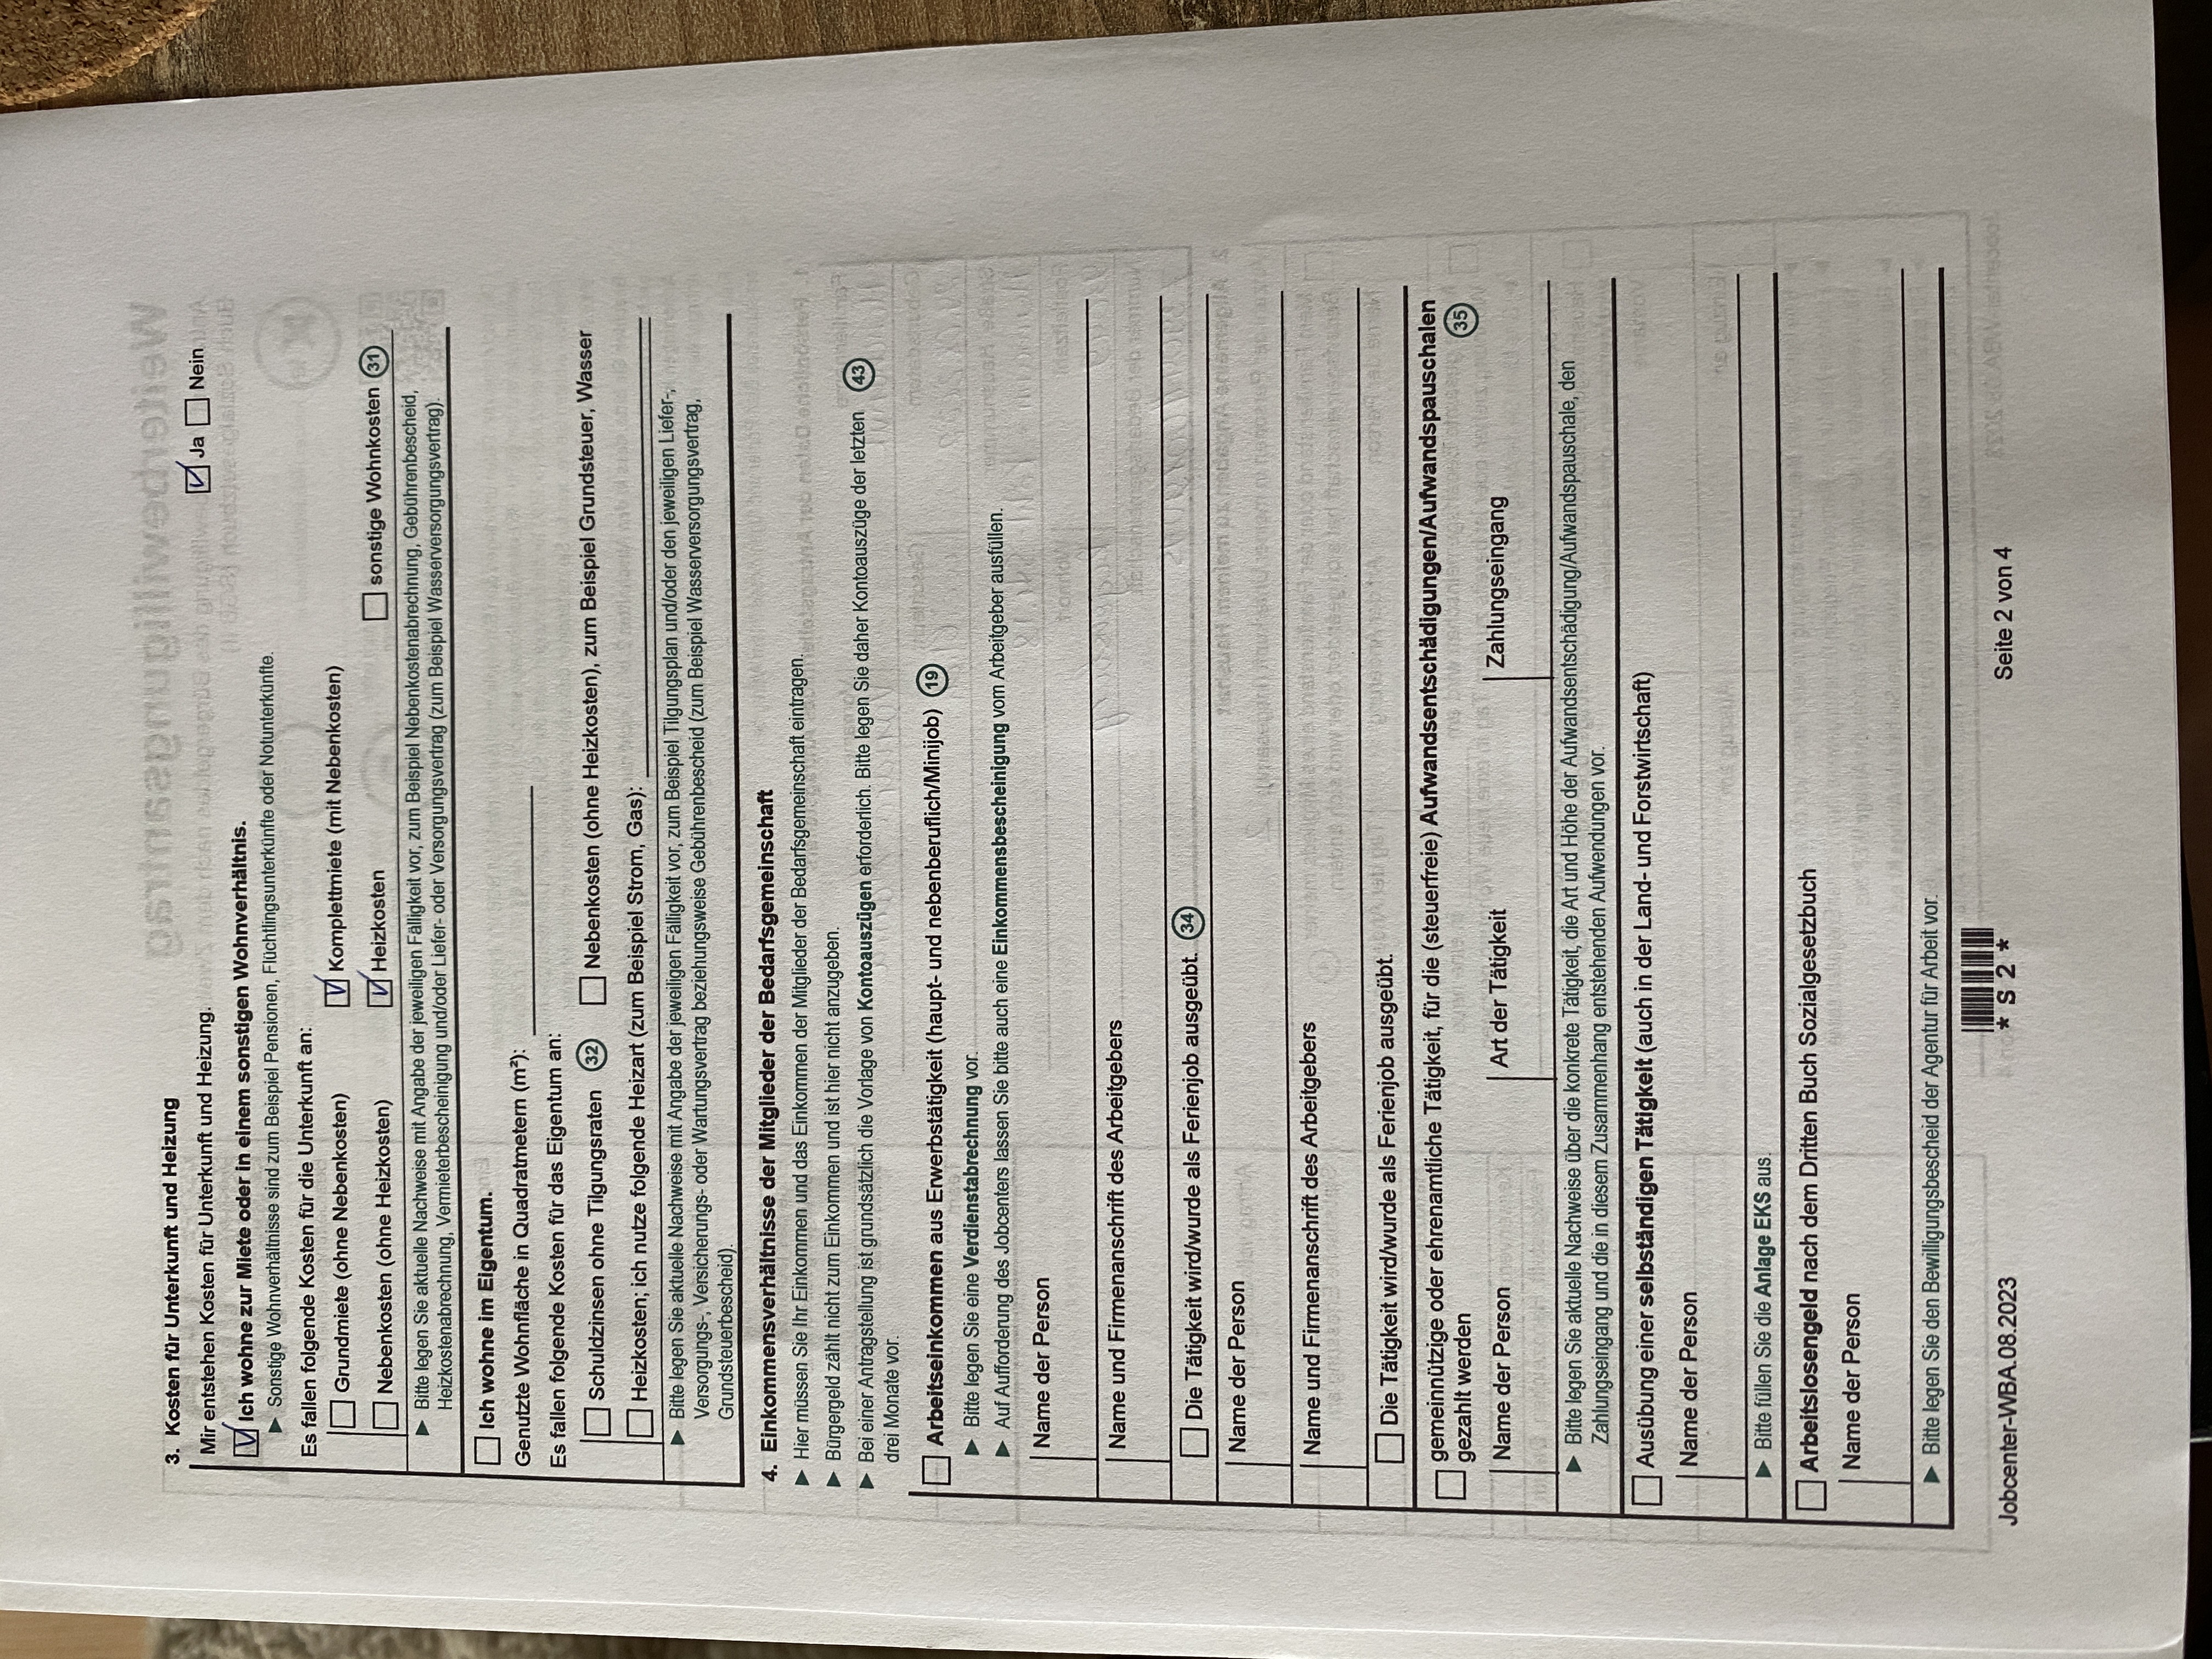 3. Kosten für Unterkunft und Heizung
Mir entstehen Kosten für Unterkunft und Heizung. Ja Nein
Ich wohne zur Miete oder in einem sonstigen Wohnverhältnis.
Sonstige Wohnverhältnisse sind zum Beispiel Pensionen, Flüchtlingsunterkünfte oder Notunterkünfte.
Es fallen folgende Kosten für die Unterkunft an:
Grundmiete (ohne Nebenkosten) Komplettmiete (mit Nebenkosten)
Nebenkosten (ohne Heizkosten) Heizkosten sonstige Wohnkosten 31
Bitte legen Sie aktuelle Nachweise mit Angabe der jeweiligen Fälligkeit vor, zum Beispiel Nebenkostenabrechnung, Gebührenbescheid,
Heizkostenabrechnung, Vermieterbescheinigung und/oder Liefer- oder Versorgungsvertrag (zum Beispiel Wasserversorgungsvertrag).
Ich wohne im Eigentum.
Genutzte Wohnfläche in Quadratmetern (m²):
Es fallen folgende Kosten für das Eigentum an:
Schuldzinsen ohne Tilgungsraten 32 Nebenkosten (ohne Heizkosten), zum Beispiel Grundsteuer, Wasser
Heizkosten; ich nutze folgende Heizart (zum Beispiel Strom, Gas):
Bitte legen Sie aktuelle Nachweise mit Angabe der jeweiligen Fälligkeit vor, zum Beispiel Tilgungsplan und/oder den jeweiligen Liefer-,
Versorgungs-, Versicherungs- oder Wartungsvertrag beziehungsweise Gebührenbescheid (zum Beispiel Wasserversorgungsvertrag,
Grundsteuerbescheid).
4. Einkommensverhältnisse der Mitglieder der Bedarfsgemeinschaft
Hier müssen Sie Ihr Einkommen und das Einkommen der Mitglieder der Bedarfsgemeinschaft eintragen.
Bürgergeld zählt nicht zum Einkommen und ist hier nicht anzugeben.
Bei einer Antragstellung ist grundsätzlich die Vorlage von Kontoauszügen erforderlich. Bitte legen Sie daher Kontoauszüge der letzten 43
drei Monate vor.
Arbeitseinkommen aus Erwerbstätigkeit (haupt- und nebenberuflich/Minijob) 19
Bitte legen Sie eine Verdienstabrechnung vor.
Auf Aufforderung des Jobcenters lassen Sie bitte auch eine Einkommensbescheinigung vom Arbeitgeber ausfüllen.
Name der Person
Name und Firmenanschrift des Arbeitgebers
Die Tätigkeit wird/wurde als Ferienjob ausgeübt. 34
Name der Person
Name und Firmenanschrift des Arbeitgebers
Die Tätigkeit wird/wurde als Ferienjob ausgeübt.
gemeinnützige oder ehrenamtliche Tätigkeit, für die (steuerfreie) Aufwandsentschädigungen/Aufwandspauschalen
gezahlt werden 35
Name der Person Art der Tätigkeit Zahlungseingang
Bitte legen Sie aktuelle Nachweise über die konkrete Tätigkeit, die Art und Höhe der Aufwandsentschädigung/Aufwandspauschale, den
Zahlungseingang und die in diesem Zusammenhang entstehenden Aufwendungen vor.
Ausübung einer selbständigen Tätigkeit (auch in der Land- und Forstwirtschaft)
Name der Person
Bitte füllen Sie die Anlage EKS aus.
Arbeitslosengeld nach dem Dritten Buch Sozialgesetzbuch
Name der Person
Bitte legen Sie den Bewilligungsbescheid der Agentur für Arbeit vor.
Jobcenter-WBA.08.2023 * S 2 * Seite 2 von 4